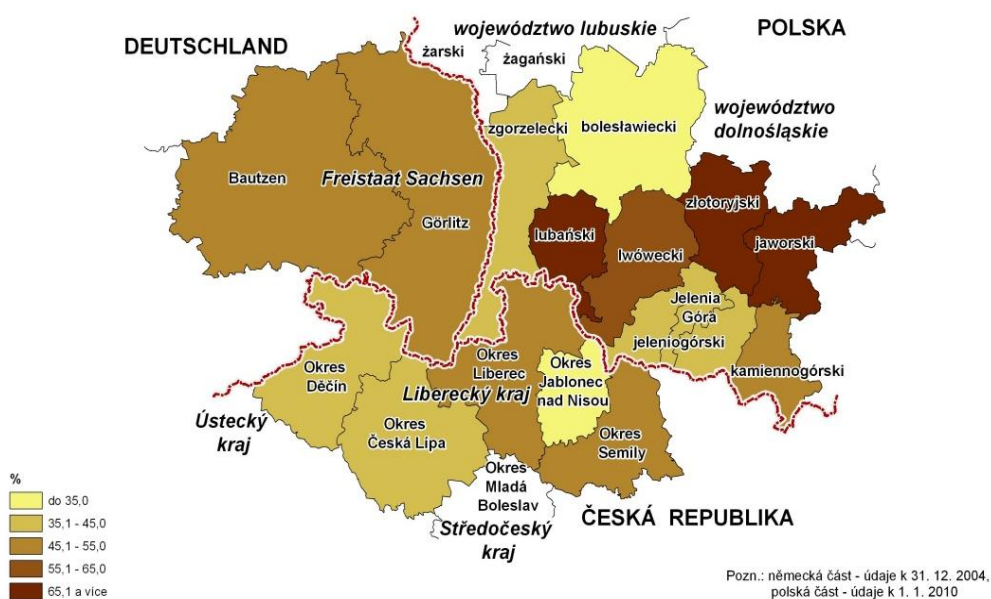 DEUTSCHLAND
województwo lubuskie
POLSKA
żarski
żagański
zgorzelecki
bolesławiecki
województwo
dolnośląskie
Bautzen
Freistaat Sachsen
Görlitz
lubański
lwówecki
złotoryjski
jaworski
Jelenia
Góra
jeleniogórski
kamiennogórski
Okres
Děčín
Okres
Liberec
Okres
Jablonec
nad Nisou
Liberecký kraj
Ústecký
kraj
Okres
Česká Lípa
Okres
Semily
Okres
Mladá
Boleslav
Středočeský
kraj
ČESKÁ REPUBLIKA
%
do 35,0
35,1 - 45,0
45,1 - 55,0
55,1 - 65,0
65,1 a více
Pozn.: německá část - údaje k 31. 12. 2004,
polská část - údaje k 1. 1. 2010